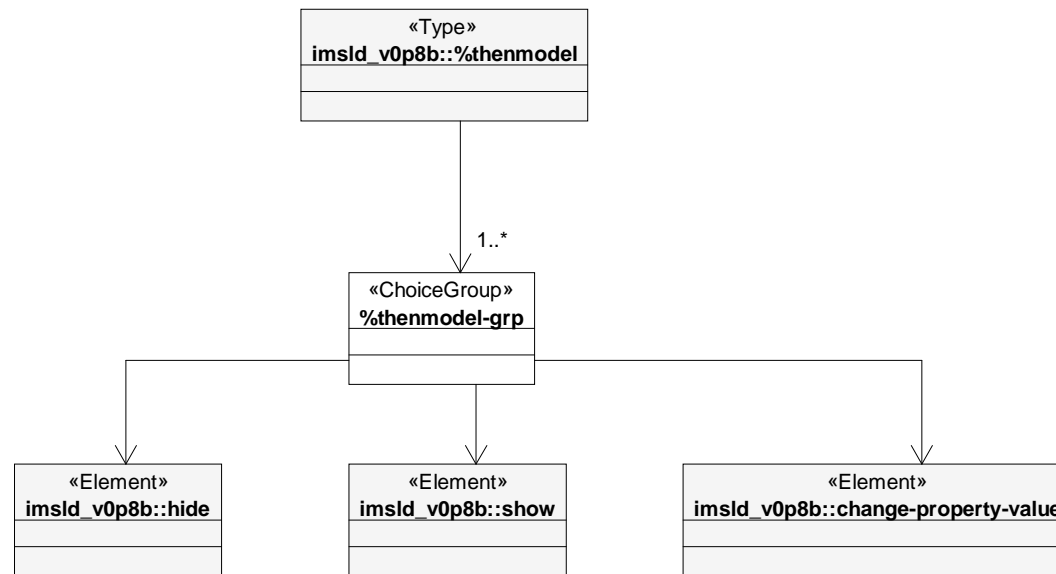 «Type»
imsld_v0p8b::%thenmodel
1..*
«ChoiceGroup»
%thenmodel-grp
«Element»
imsld_v0p8b::hide
«Element»
imsld_v0p8b::show
«Element»
imsld_v0p8b::change-property-value